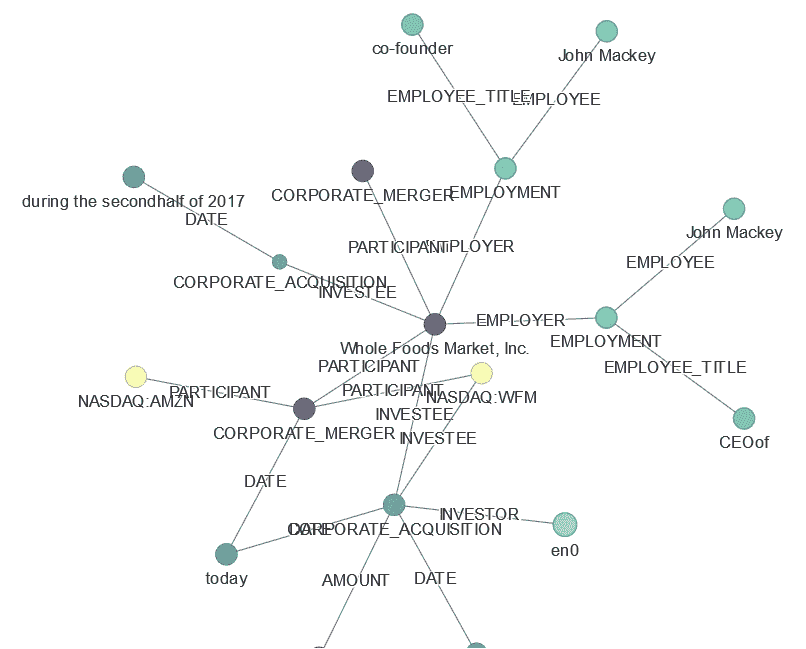 co-founder
John Mackey
EMPLOYEE_TITLE
EMPLOYEE
CORPORATE_MERGER
EMPLOYMENT
during the secondhalf of 2017
DATE
John Mackey
PARTICIPANT
EMPLOYER
EMPLOYEE
CORPORATE_ACQUISITION
INVESTEE
EMPLOYER
Whole Foods Market, Inc.
EMPLOYMENT
PARTICIPANT
EMPLOYEE_TITLE
PARTICIPANT
PARTICIPANT
NASDAQ:AMZN
NASDAQ:WFM
INVESTEE
CORPORATE_MERGER
INVESTEE
CEOof
DATE
INVESTOR
DATE
CORPORATE_ACQUISITION
en0
today
AMOUNT
DATE